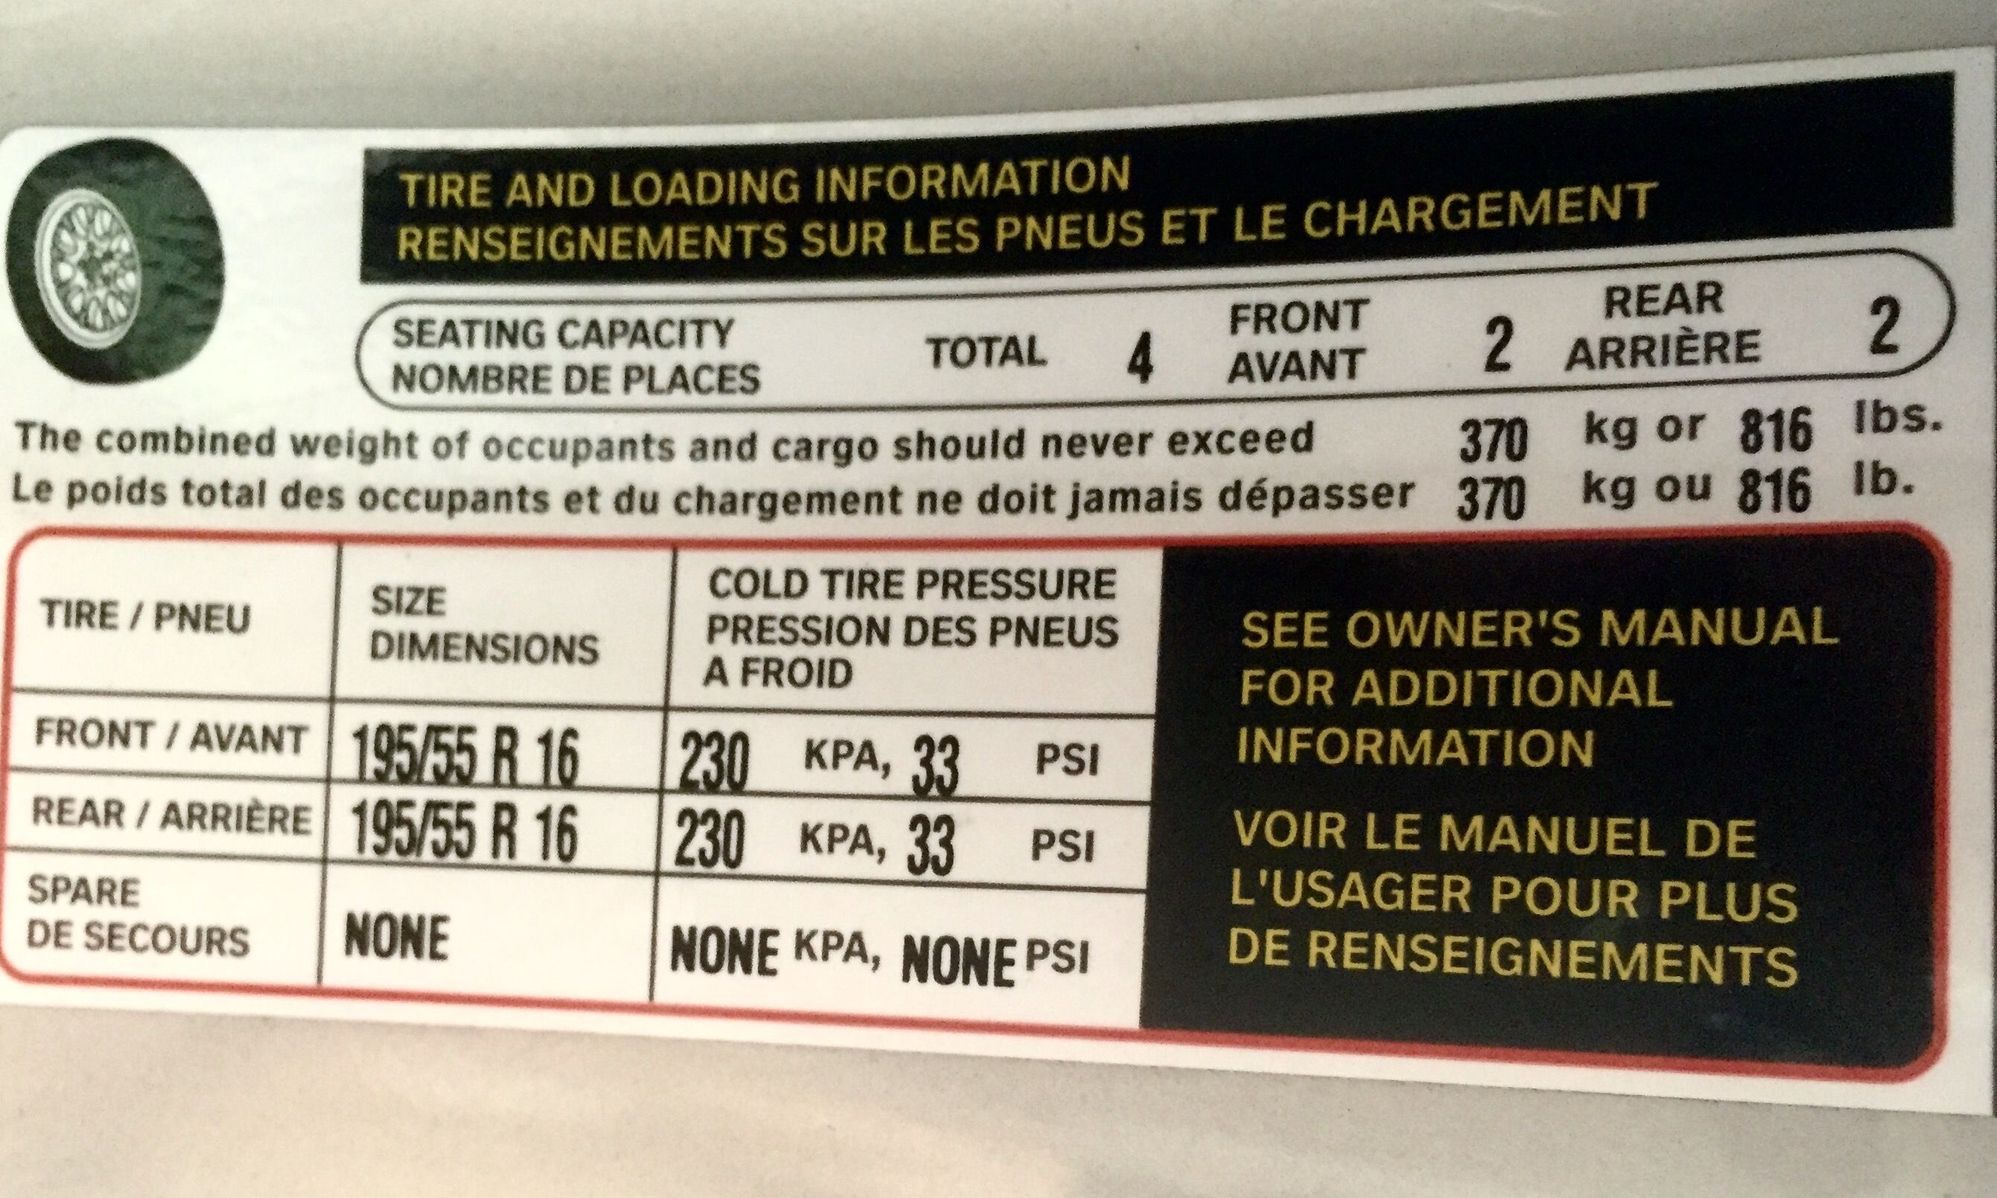 TIRE AND LOADING INFORMATION
RENSEIGNEMENTS SUR LES PNEUS ET LE CHARGEMENT
SEATING CAPACITY
NOMBRE DE PLACES
TOTAL 4
FRONT
AVANT
2
REAR
ARRIÈRE
2
The combined weight of occupants and cargo should never exceed 370 kg or 816 lbs.
Le poids total des occupants et du chargement ne doit jamais dépasser 370 kg ou 816 lb.
TIRE / PNEU
SIZE
DIMENSIONS
COLD TIRE PRESSURE
PRESSION DES PNEUS
A FROID
FRONT / AVANT 195/55 R 16 230 KPA, 33 PSI
REAR / ARRIÈRE 195/55 R 16 230 KPA, 33 PSI
SPARE
DE SECOURS
NONE NONE KPA, NONE PSI
SEE OWNER'S MANUAL
FOR ADDITIONAL
INFORMATION
VOIR LE MANUEL DE
L'USAGER POUR PLUS
DE RENSEIGNEMENTS